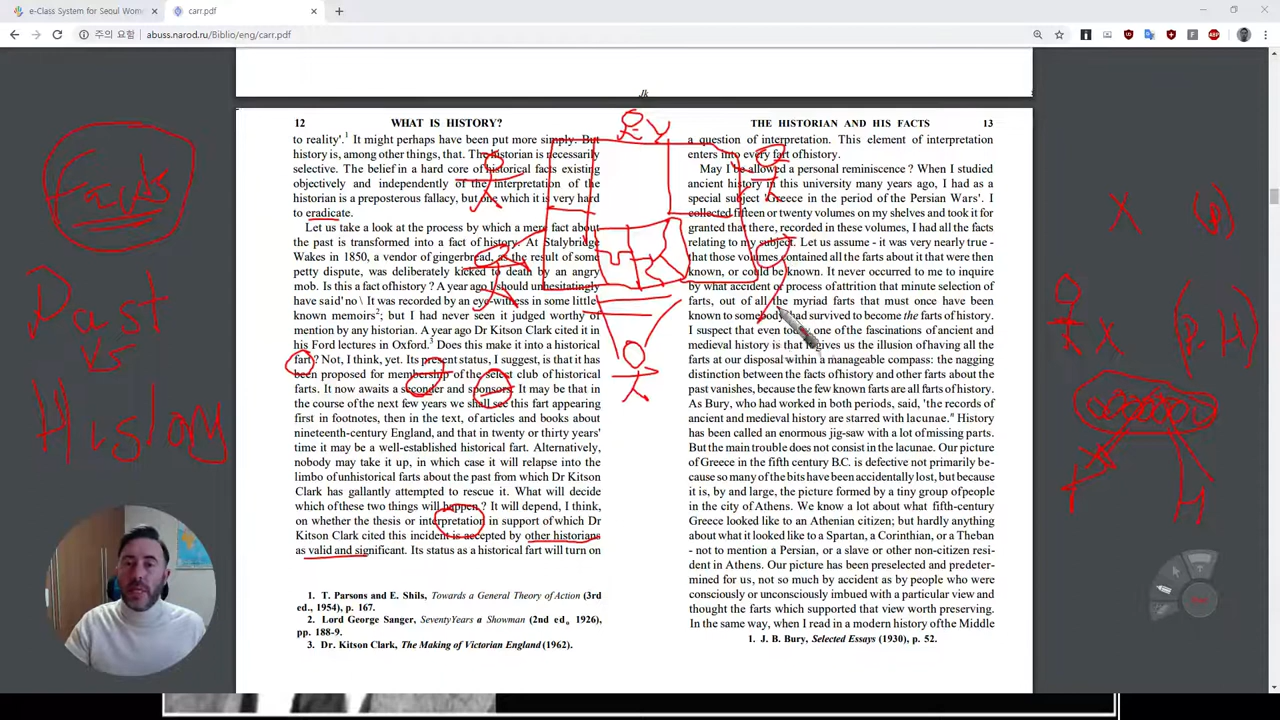 e-Class System for Seoul Wome
carr.pdf
주의 요함
abuss.narod.ru/Biblio/eng/carr.pdf
Jk
12 WHAT IS HISTORY?
to reality'.1 It might perhaps have been put more simply. But
history is, among other things, that. The historian is necessarily
selective. The belief in a hard core of historical facts existing
objectively and independently of the interpretation of the
historian is a preposterous fallacy, but one which it is very hard
to eradicate.
Let us take a look at the process by which a mere fact about
the past is transformed into a fact of history. At Stalybridge
Wakes in 1850, a vendor of gingerbread, as the result of some
petty dispute, was deliberately kicked to death by an angry
mob. Is this a fact of history? A year ago I should unhesitatingly
have said' no \ It was recorded by an eye-witness in some little-
known memoirs2; but I had never seen it judged worthy of
mention by any historian. A year ago Dr Kitson Clark cited it in
his Ford lectures in Oxford.3 Does this make it into a historical
fart? Not, I think, yet. Its present status, I suggest, is that it has
been proposed for membership of the select club of historical
farts. It now awaits a seconder and sponsors. It may be that in
the course of the next few years we shall see this fart appearing
first in footnotes, then in the text, of articles and books about
nineteenth-century England, and that in twenty or thirty years'
time it may be a well-established historical fart. Alternatively,
nobody may take it up, in which case it will relapse into the
limbo of unhistorical farts about the past from which Dr Kitson
Clark has gallantly attempted to rescue it. What will decide
which of these two things will happen? It will depend, I think,
on whether the thesis or interpretation in support of which Dr
Kitson Clark cited this incident is accepted by other historians
as valid and significant. Its status as a historical fart will turn on
1. T. Parsons and E. Shils, Towards a General Theory of Action (3rd
ed., 1954), p. 167.
2. Lord George Sanger, SeventyYears a Showman (2nd ed„ 1926),
pp. 188-9.
3. Dr. Kitson Clark, The Making of Victorian England (1962).
THE HISTORIAN AND HIS FACTS 13
a question of interpretation. This element of interpretation
enters into every fart of history.
May I be allowed a personal reminiscence ? When I studied
ancient history in this university many years ago, I had as a
special subject 'Greece in the period of the Persian Wars'. I
collected fifteen or twenty volumes on my shelves and took it for
granted that there, recorded in these volumes, I had all the facts
relating to my subject. Let us assume - it was very nearly true -
that those volumes contained all the facts about it that were then
known, or could be known. It never occurred to me to inquire
by what accident or process of attrition that minute selection of
farts, out of all the myriad farts that must once have been
known to somebody, had survived to become the farts of history.
I suspect that even today one of the fascinations of ancient and
medieval history is that it gives us the illusion of having all the
farts at our disposal within a manageable compass: the nagging
distinction between the facts of history and other farts about the
past vanishes, because the few known farts are all farts of history.
As Bury, who had worked in both periods, said, 'the records of
ancient and medieval history are starred with lacunae." History
has been called an enormous jig-saw with a lot of missing parts.
But the main trouble does not consist in the lacunae. Our picture
of Greece in the fifth century B.C. is defective not primarily be-
cause so many of the bits have been accidentally lost, but because
it is, by and large, the picture formed by a tiny group of people
in the city of Athens. We know a lot about what fifth-century
Greece looked like to an Athenian citizen; but hardly anything
about what it looked like to a Spartan, a Corinthian, or a Theban
- not to mention a Persian, or a slave or other non-citizen resi-
dent in Athens. Our picture has been preselected and predeter-
mined for us, not so much by accident as by people who were
consciously or unconsciously imbued with a particular view and
thought the farts which supported that view worth preserving.
In the same way, when I read in a modern history of the Middle
1. J. B. Bury, Selected Essays (1930), p. 52.
Facts
Past
vs
History
X
X
(P. H)
H